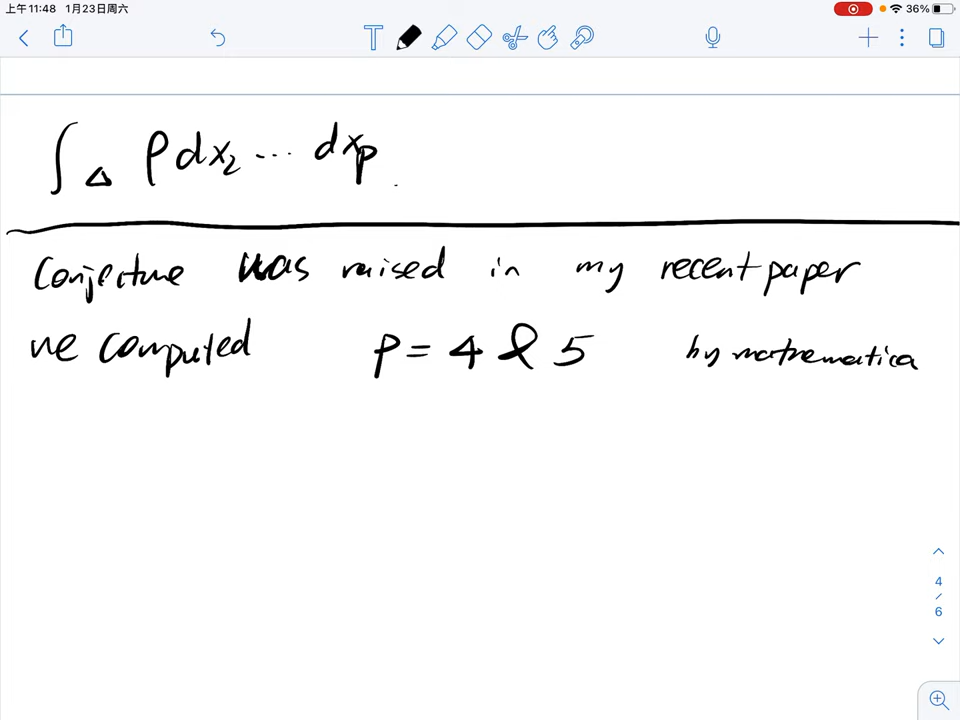 上午11:48 1月23日周六 36%
∫_Δ ρ dx₂ ... dxp.
Conjecture was raised in my recent paper
we computed p = 4 & 5 by mathematica
4
/
6